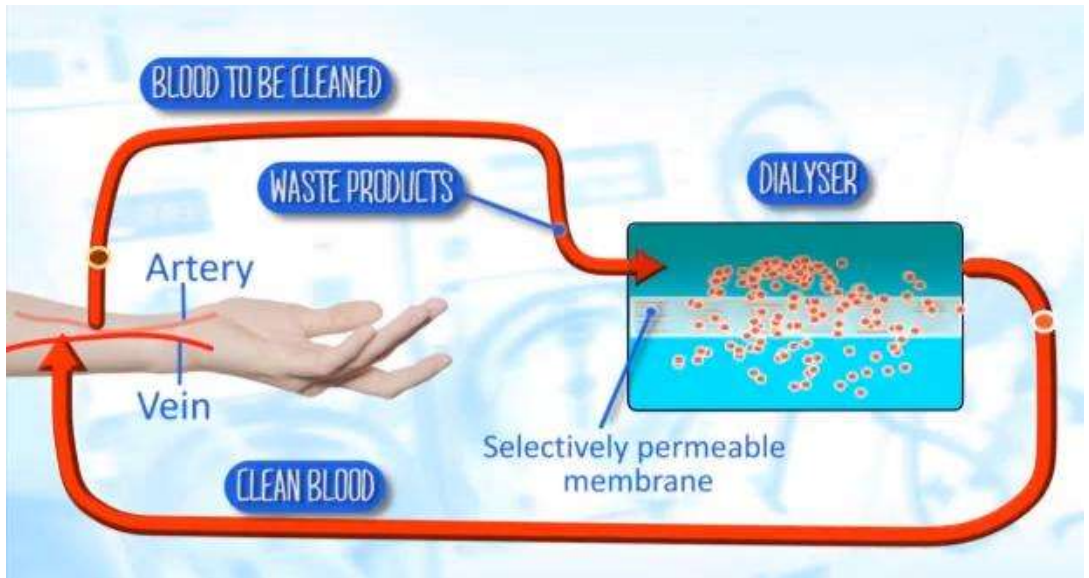 BLOOD TO BE CLEANED
WASTE PRODUCTS
DIALYSER
Artery
Vein
Selectively permeable
membrane
CLEAN BLOOD